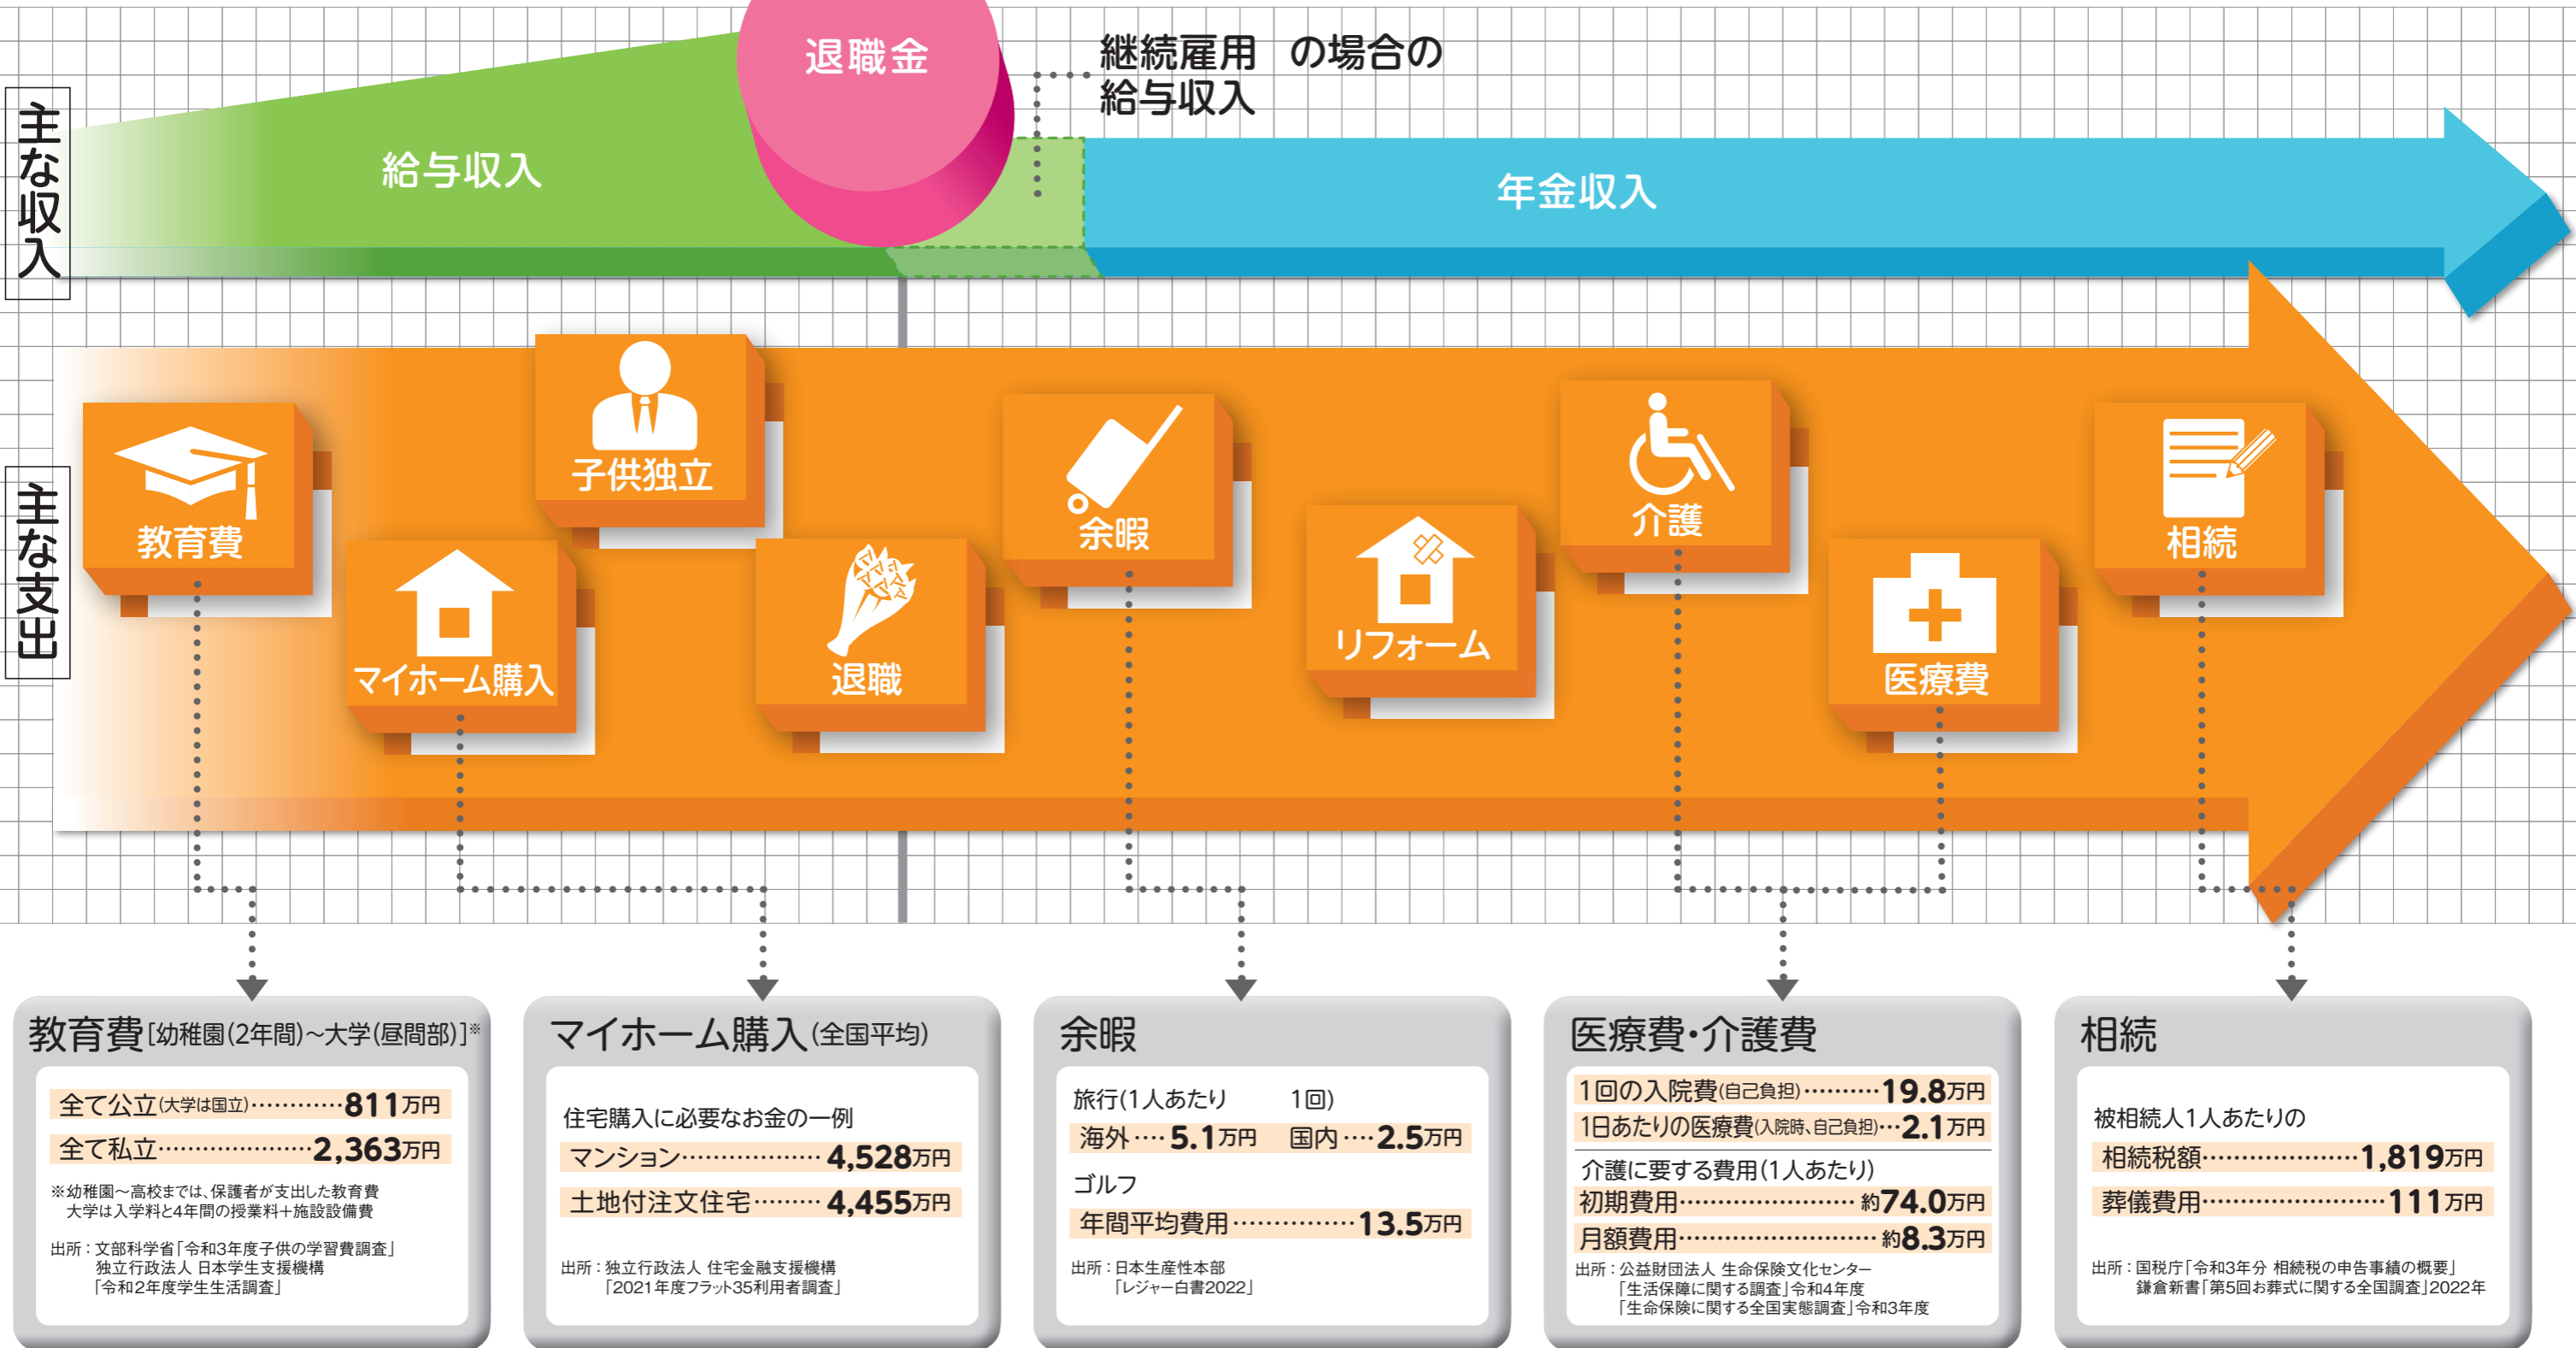 主な収入
給与収入
退職金
継続雇用 の場合の
給与収入
年金収入
主な支出
教育費
マイホーム購入
子供独立
退職
余暇
リフォーム
介護
医療費
相続
教育費[幼稚園(2年間)～大学(昼間部)]※
全て公立(大学は国立)…………811万円
全て私立…………………2,363万円
※幼稚園～高校までは、保護者が支出した教育費
大学は入学料と4年間の授業料＋施設設備費
出所：文部科学省「令和3年度子供の学習費調査」
独立行政法人 日本学生支援機構
「令和2年度学生生活調査」
マイホーム購入(全国平均)
住宅購入に必要なお金の一例
マンション………………4,528万円
土地付注文住宅………4,455万円
出所：独立行政法人 住宅金融支援機構
「2021年度フラット35利用者調査」
余暇
旅行(1人あたり 1回)
海外‥‥5.1万円 国内‥‥2.5万円
ゴルフ
年間平均費用……………13.5万円
出所：日本生産性本部
「レジャー白書2022」
医療費・介護費
1回の入院費(自己負担)………19.8万円
1日あたりの医療費(入院時、自己負担)…2.1万円
介護に要する費用(1人あたり)
初期費用……………………約74.0万円
月額費用………………………約8.3万円
出所：公益財団法人 生命保険文化センター
「生活保障に関する調査」令和4年度
「生命保険に関する全国実態調査」令和3年度
相続
被相続人1人あたりの
相続税額…………………1,819万円
葬儀費用……………………111万円
出所：国税庁「令和3年分 相続税の申告事績の概要」
鎌倉新書「第5回お葬式に関する全国調査」2022年